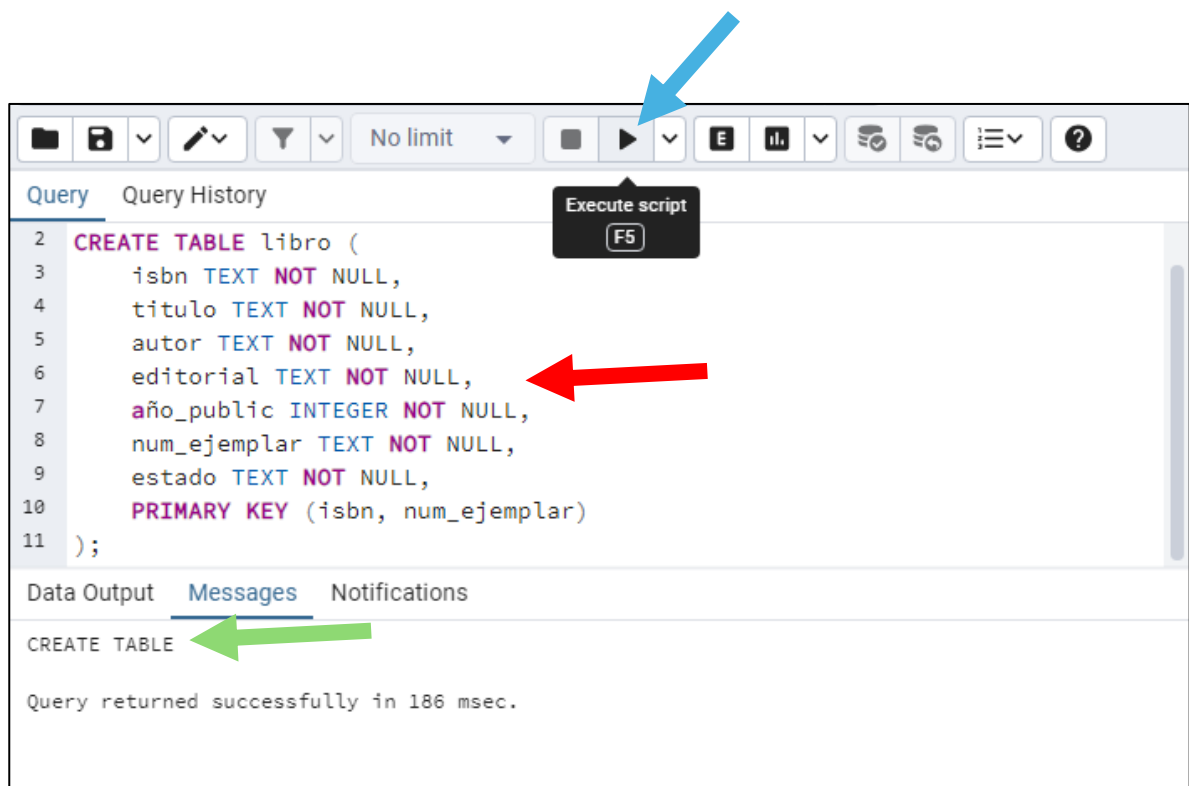 No limit
E
Query Query History
Execute script
F5
2 CREATE TABLE libro (
3 isbn TEXT NOT NULL,
4 titulo TEXT NOT NULL,
5 autor TEXT NOT NULL,
6 editorial TEXT NOT NULL,
7 año_public INTEGER NOT NULL,
8 num_ejemplar TEXT NOT NULL,
9 estado TEXT NOT NULL,
10 PRIMARY KEY (isbn, num_ejemplar)
11 );
Data Output Messages Notifications
CREATE TABLE
Query returned successfully in 186 msec.